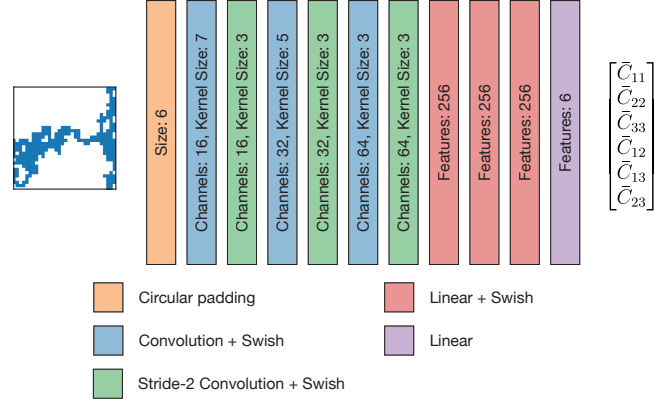 Size: 6
Channels: 16, Kernel Size: 7
Channels: 16, Kernel Size: 3
Channels: 32, Kernel Size: 5
Channels: 32, Kernel Size: 3
Channels: 64, Kernel Size: 3
Channels: 64, Kernel Size: 3
Features: 256
Features: 256
Features: 256
Features: 6
C̄₁₁
C̄₂₂
C̄₃₃
C̄₁₂
C̄₁₃
C̄₂₃
Circular padding
Convolution + Swish
Stride-2 Convolution + Swish
Linear + Swish
Linear